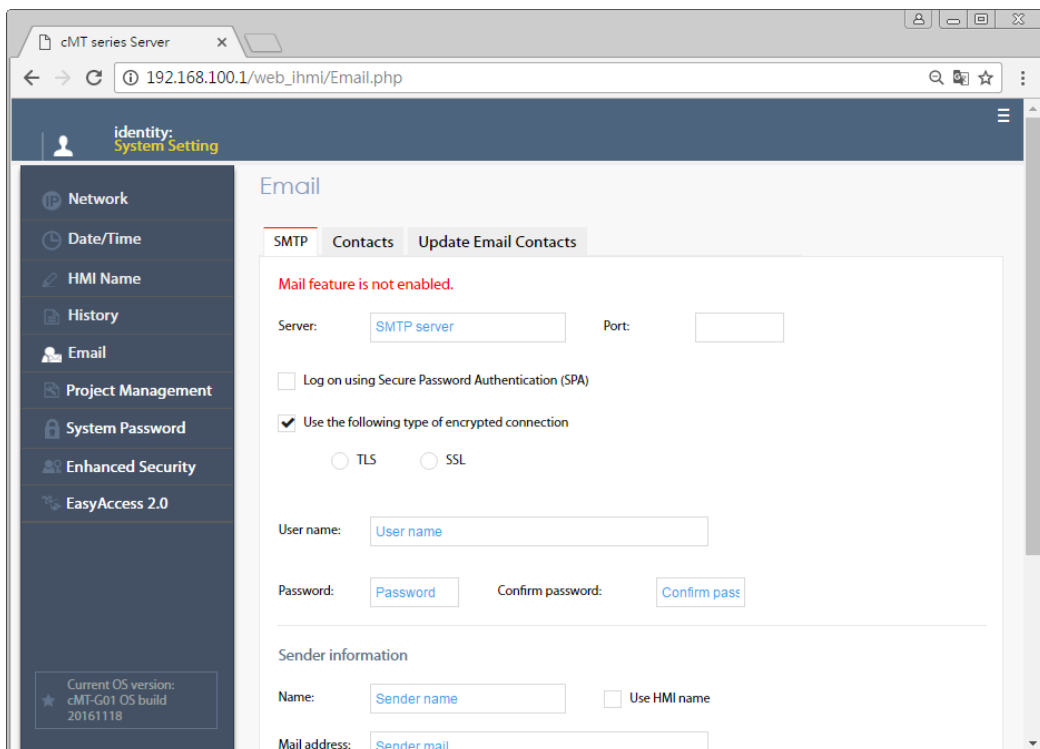 cMT series Server
192.168.100.1/web_ihmi/Email.php
identity:
System Setting
IP Network
Date/Time
HMI Name
History
Email
Project Management
System Password
Enhanced Security
EasyAccess 2.0
Current OS version:
cMT-G01 OS build
20161118
Email
SMTP Contacts Update Email Contacts
Mail feature is not enabled.
Server: SMTP server Port:
Log on using Secure Password Authentication (SPA)
Use the following type of encrypted connection
TLS SSL
User name: User name
Password: Password Confirm password: Confirm pass
Sender information
Name: Sender name Use HMI name
Mail address: Sender mail